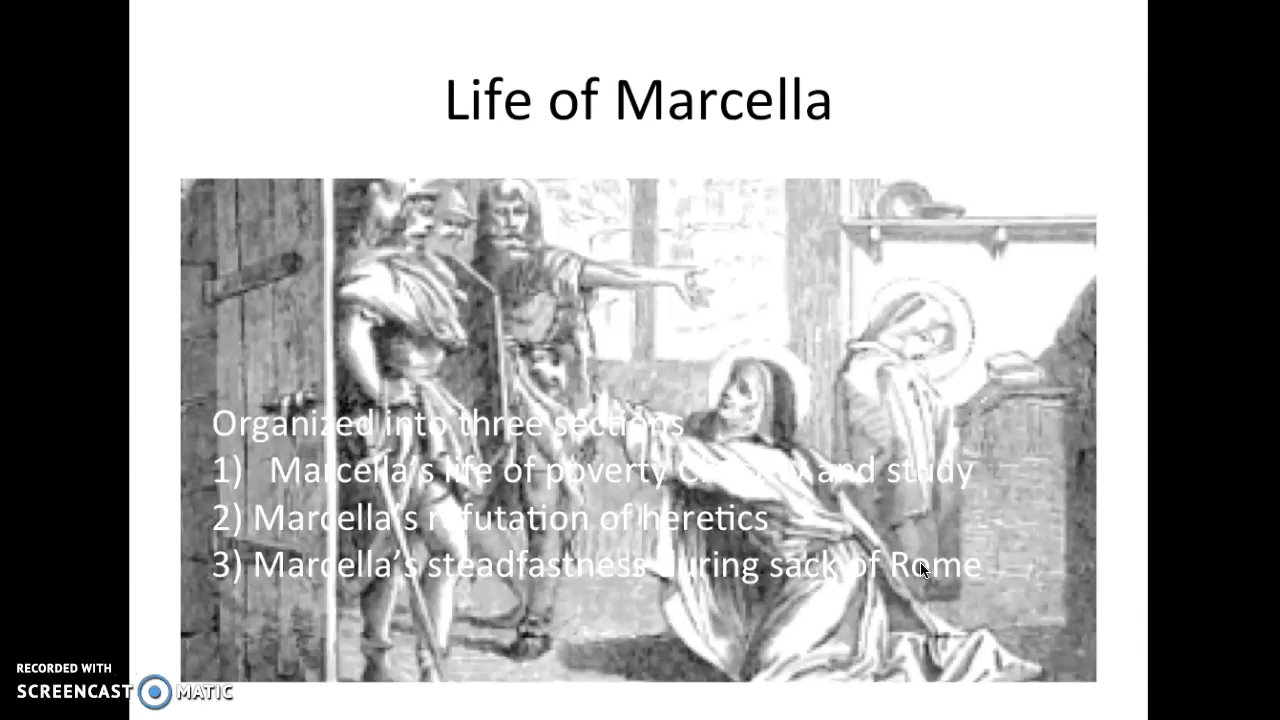 Life of Marcella
Organized into three sections
1) Marcella's life of poverty and study
2) Marcella's refutation of heretics
3) Marcella's steadfastness during sack of Rome
RECORDED WITH
SCREENCAST MATIC